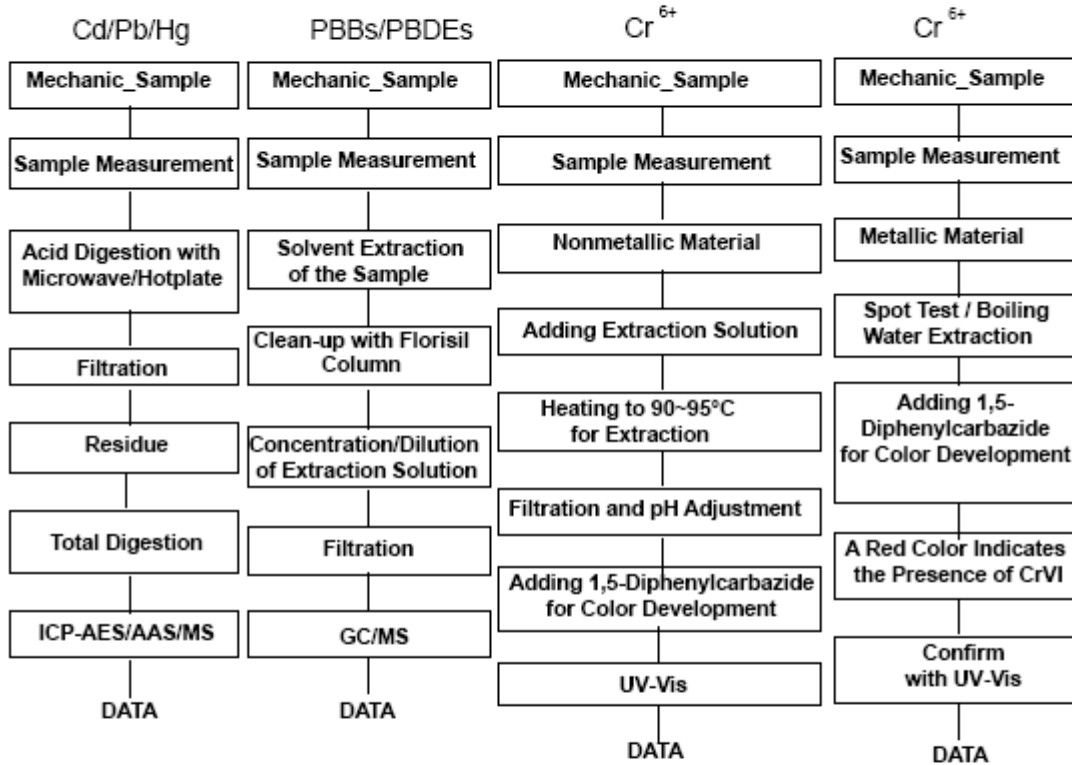 Cd/Pb/Hg
Mechanic_Sample
Sample Measurement
Acid Digestion with
Microwave/Hotplate
Filtration
Residue
Total Digestion
ICP-AES/AAS/MS
DATA
PBBs/PBDEs
Mechanic_Sample
Sample Measurement
Solvent Extraction
of the Sample
Clean-up with Florisil
Column
Concentration/Dilution
of Extraction Solution
Filtration
GC/MS
DATA
Cr 6+
Mechanic_Sample
Sample Measurement
Nonmetallic Material
Adding Extraction Solution
Heating to 90~95°C
for Extraction
Filtration and pH Adjustment
Adding 1,5-Diphenylcarbazide
for Color Development
UV-Vis
DATA
Cr 6+
Mechanic_Sample
Sample Measurement
Metallic Material
Spot Test / Boiling
Water Extraction
Adding 1,5-
Diphenylcarbazide
for Color Development
A Red Color Indicates
the Presence of CrVI
Confirm
with UV-Vis
DATA